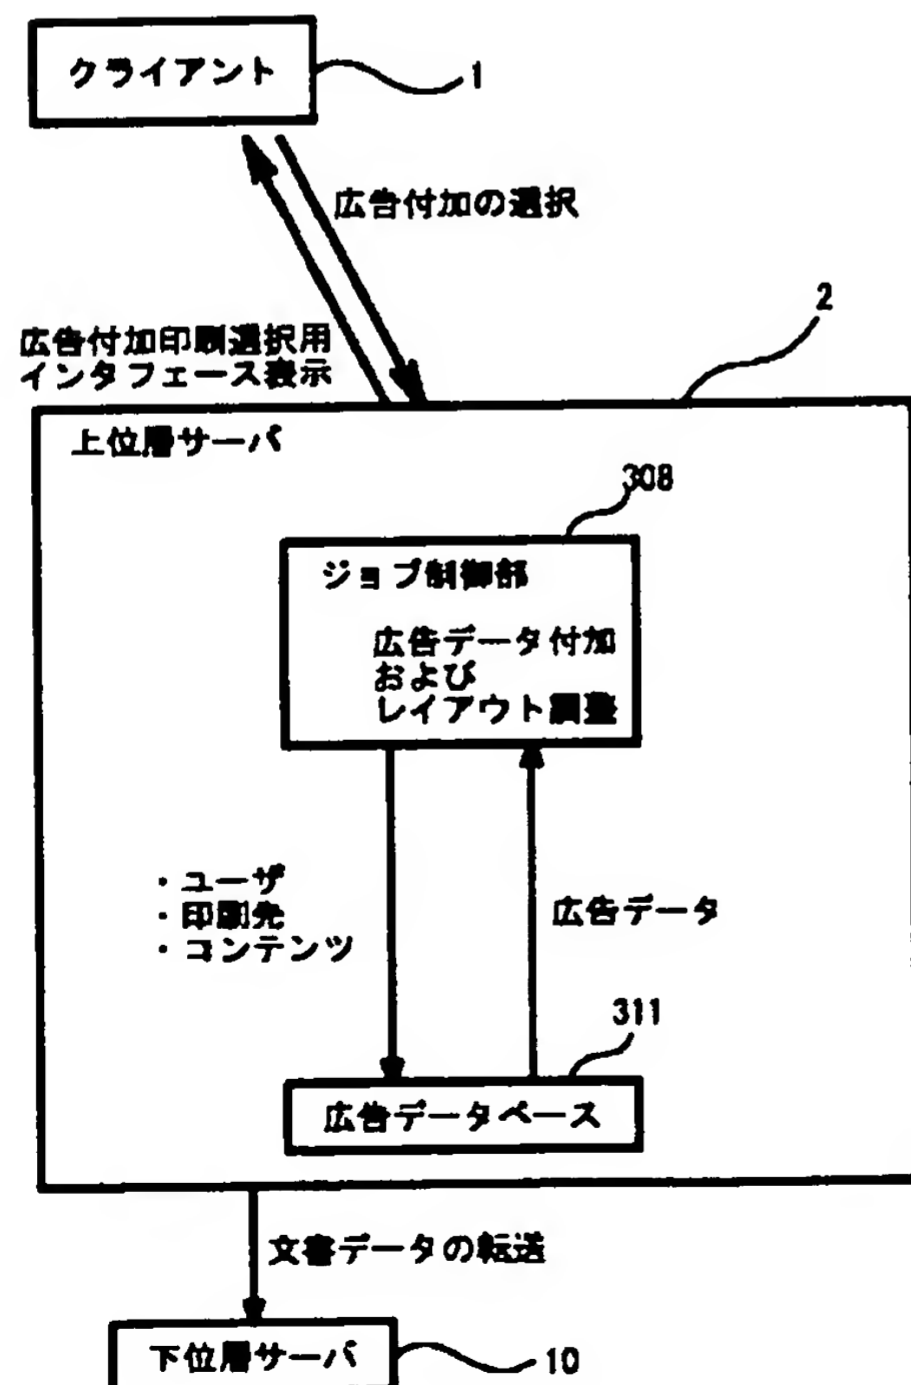 クライアント
1
広告付加の選択
広告付加印刷選択用
インタフェース表示
2
上位層サーバ
308
ジョブ制御部
広告データ付加
および
レイアウト調整
・ユーザ
・印刷先
・コンテンツ
広告データ
311
広告データベース
文書データの転送
下位層サーバ
10